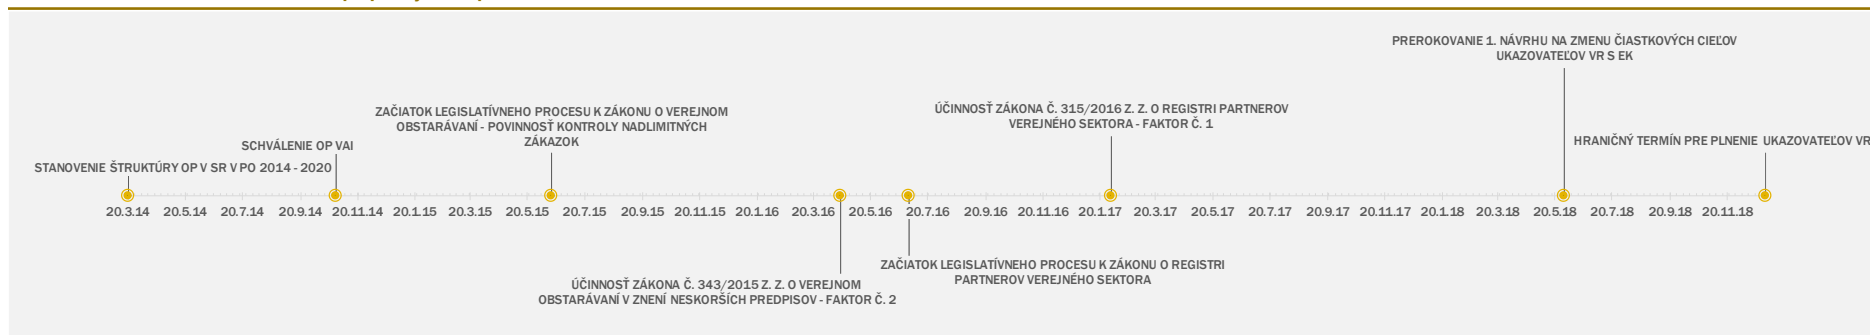 PREROKOVANIE 1. NÁVRHU NA ZMENU ČIASTKOVÝCH CIEĽOV
UKAZOVATEĽOV VR S EK
ZAČIATOK LEGISLATÍVNEHO PROCESU K ZÁKONU O VEREJNOM
OBSTARÁVANÍ - POVINNOSŤ KONTROLY NADLIMITNÝCH
ZÁKAZOK
ÚČINNOSŤ ZÁKONA Č. 315/2016 Z. Z. O REGISTRI PARTNEROV
VEREJNÉHO SEKTORA - FAKTOR Č. 1
SCHVÁLENIE OP VAI
HRANIČNÝ TERMÍN PRE PLNENIE UKAZOVATEĽOV VR
STANOVENIE ŠTRUKTÚRY OP V SR V PO 2014 - 2020
20.3.14 20.5.14 20.7.14 20.9.14 20.11.14 20.1.15 20.3.15 20.5.15 20.7.15 20.9.15 20.11.15 20.1.16 20.3.16 20.5.16 20.7.16 20.9.16 20.11.16 20.1.17 20.3.17 20.5.17 20.7.17 20.9.17 20.11.17 20.1.18 20.3.18 20.5.18 20.7.18 20.9.18 20.11.18
ZAČIATOK LEGISLATÍVNEHO PROCESU K ZÁKONU O REGISTRI
PARTNEROV VEREJNÉHO SEKTORA
ÚČINNOSŤ ZÁKONA Č. 343/2015 Z. Z. O VEREJNOM
OBSTARÁVANÍ V ZNENÍ NESKORŠÍCH PREDPISOV - FAKTOR Č. 2